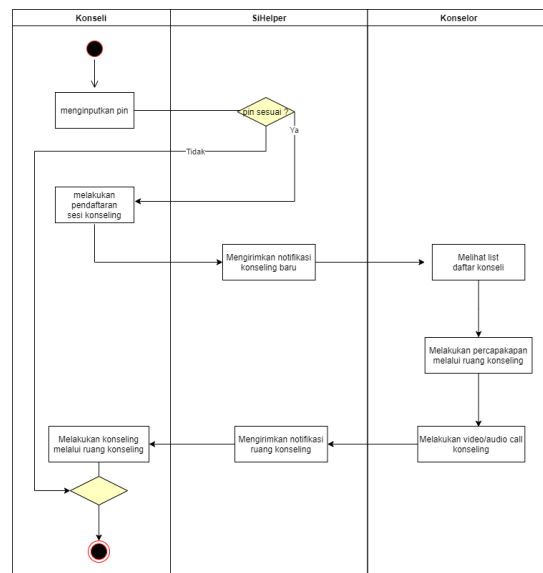 Konseli
SiHelper
Konselor
menginputkan pin
pin sesuai ?
Ya
Tidak
melakukan
pendaftaran
sesi konseling
Mengirimkan notifikasi
konseling baru
Melihat list
daftar konseli
Melakukan percapakapan
melalui ruang konseling
Melakukan video/audio call
konseling
Mengirimkan notifikasi
ruang konseling
Melakukan konseling
melalui ruang konseling